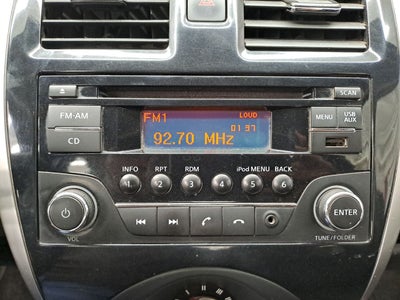 SCAN
FM1 LOUD
01 37
92.70 MHz
FM·AM
CD
MENU
USB
AUX
INFO RPT RDM iPod MENU BACK
1 2 3 4 5 6
VOL
ENTER
TUNE/FOLDER